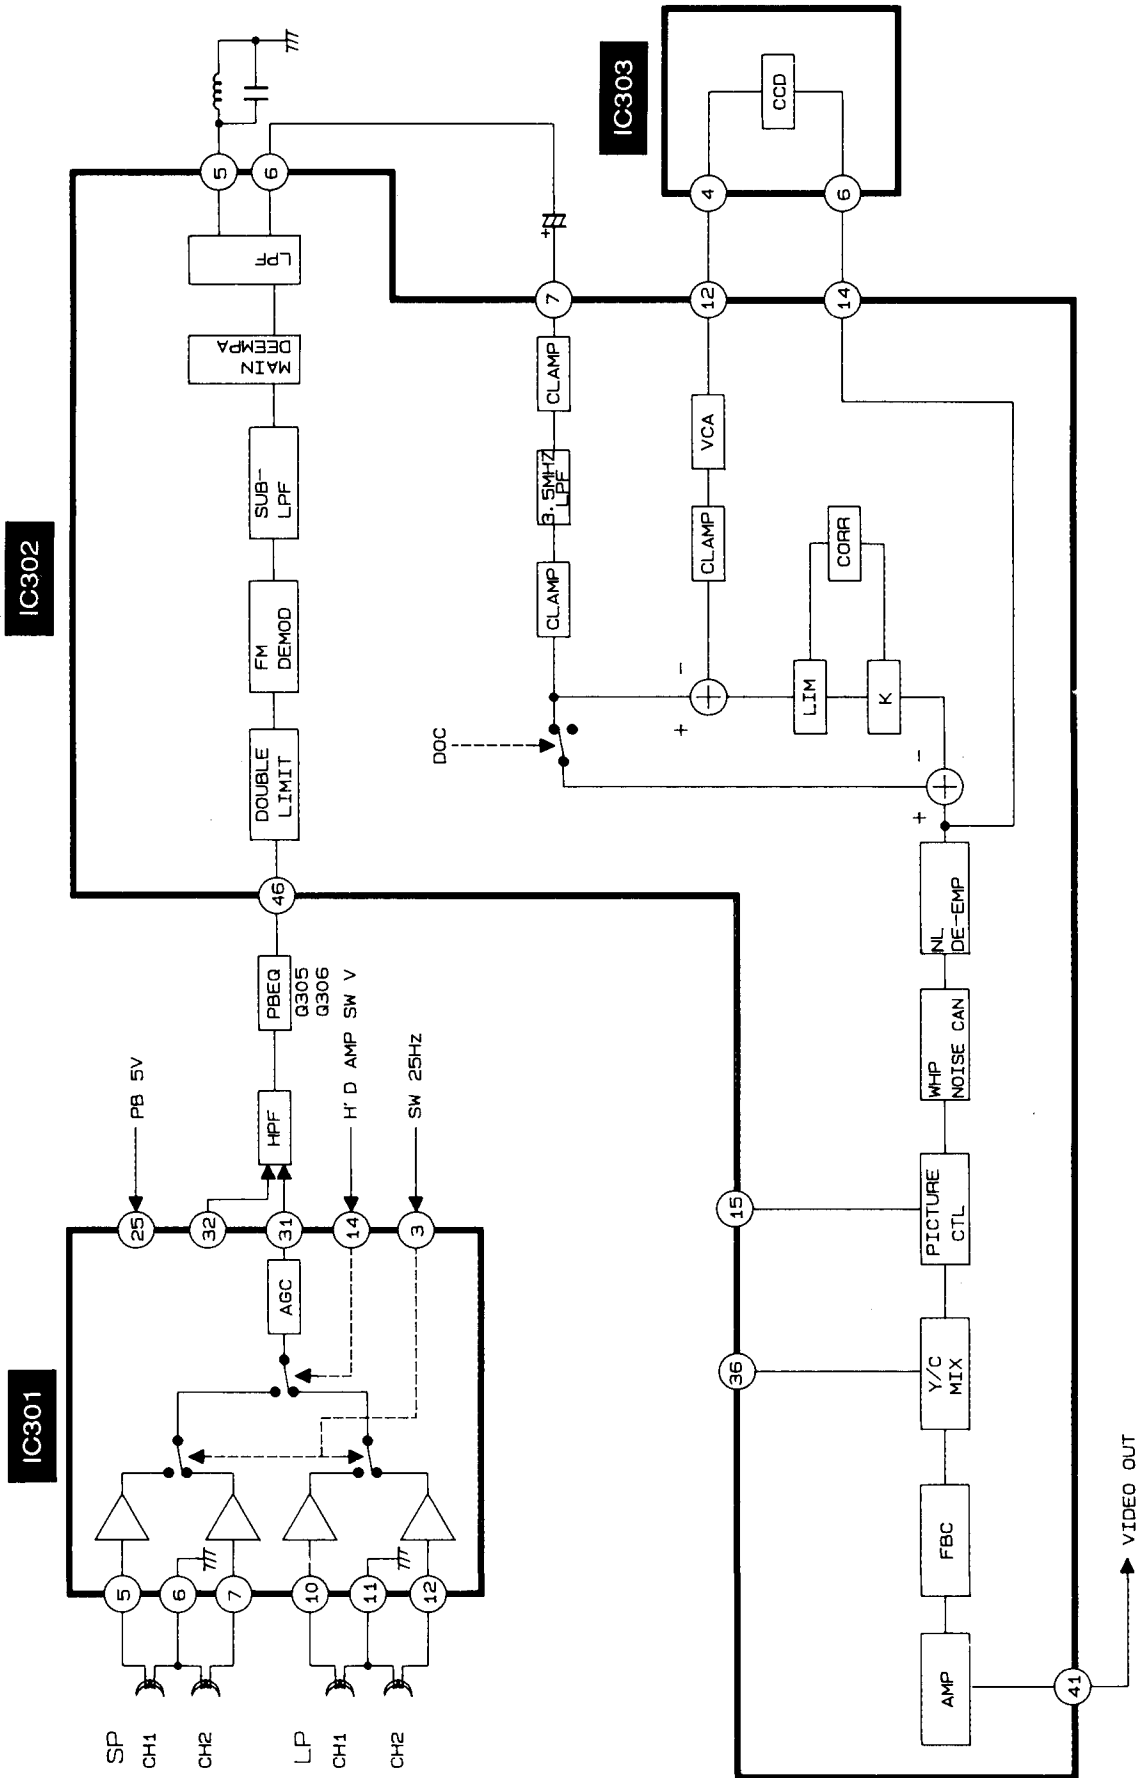 IC301
SP
CH1
CH2
LP
CH1
CH2
5
6
7
10
11
12
AGC
25
32
31
14
3
PB 5V
H'D AMP SW V
SW 25Hz
HPF
PBEQ
Q305
Q306
IC302
46
DOUBLE
LIMIT
FM
DEMOD
SUB-
LPF
MAIN
DEEMPA
LPF
5
6
7
CLAMP
3.5MHZ
LPF
CLAMP
DOC
12
VCA
CLAMP
+
-
LIM
CORR
K
14
-
+
IC303
4
CCD
6
NL
DE-EMP
WHP
NOISE CAN
PICTURE
CTL
15
Y/C
MIX
36
FBC
AMP
41
VIDEO OUT